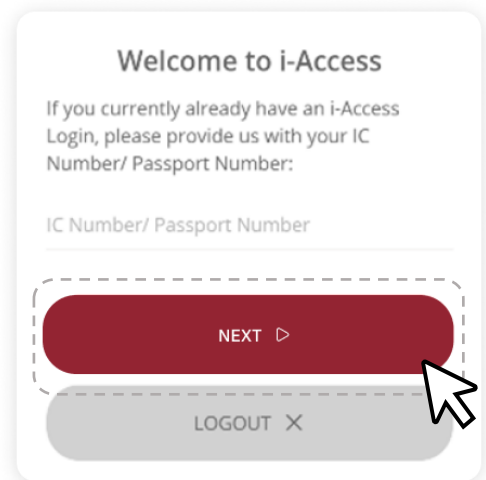 Welcome to i-Access
If you currently already have an i-Access
Login, please provide us with your IC
Number/ Passport Number:
IC Number/ Passport Number
NEXT
LOGOUT